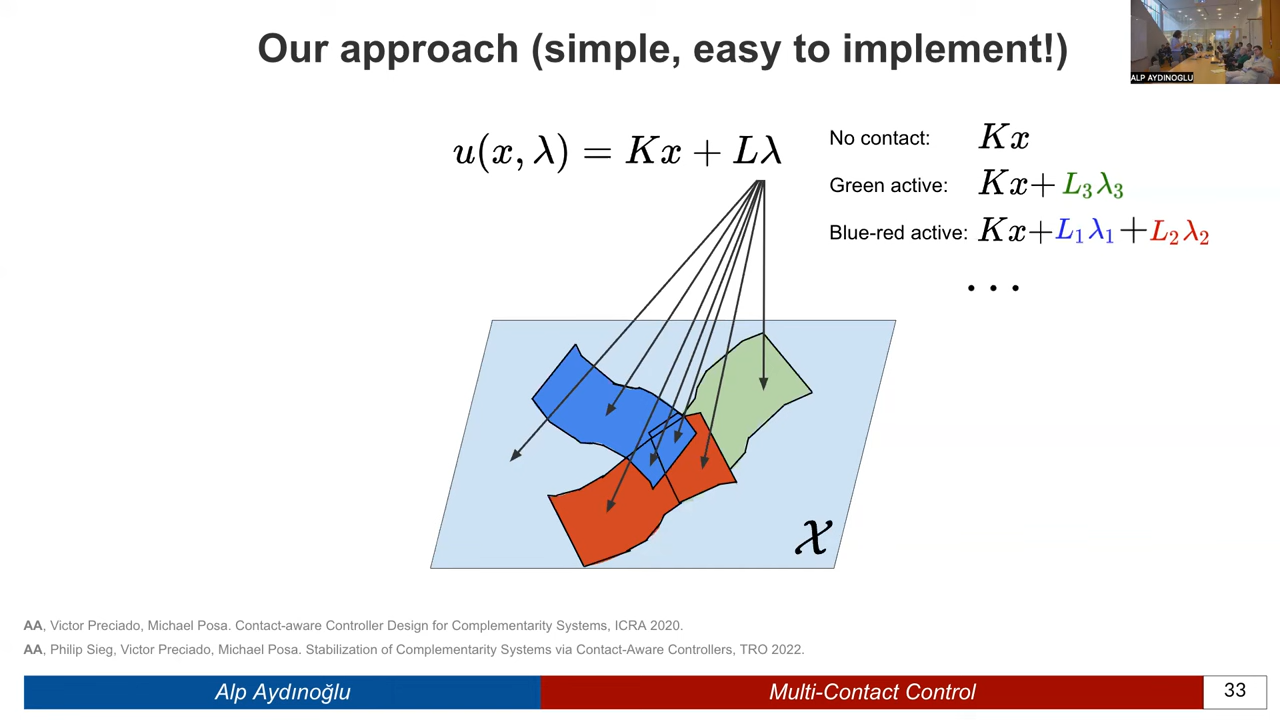 Our approach (simple, easy to implement!)
ALP AYDINOGLU
u(x, λ) = Kx + Lλ
No contact: Kx
Green active: Kx+ L₃λ₃
Blue-red active: Kx+L₁λ₁+L₂λ₂
...
𝒳
AA, Victor Preciado, Michael Posa. Contact-aware Controller Design for Complementarity Systems, ICRA 2020.
AA, Philip Sieg, Victor Preciado, Michael Posa. Stabilization of Complementarity Systems via Contact-Aware Controllers, TRO 2022.
Alp Aydınoğlu
Multi-Contact Control
33